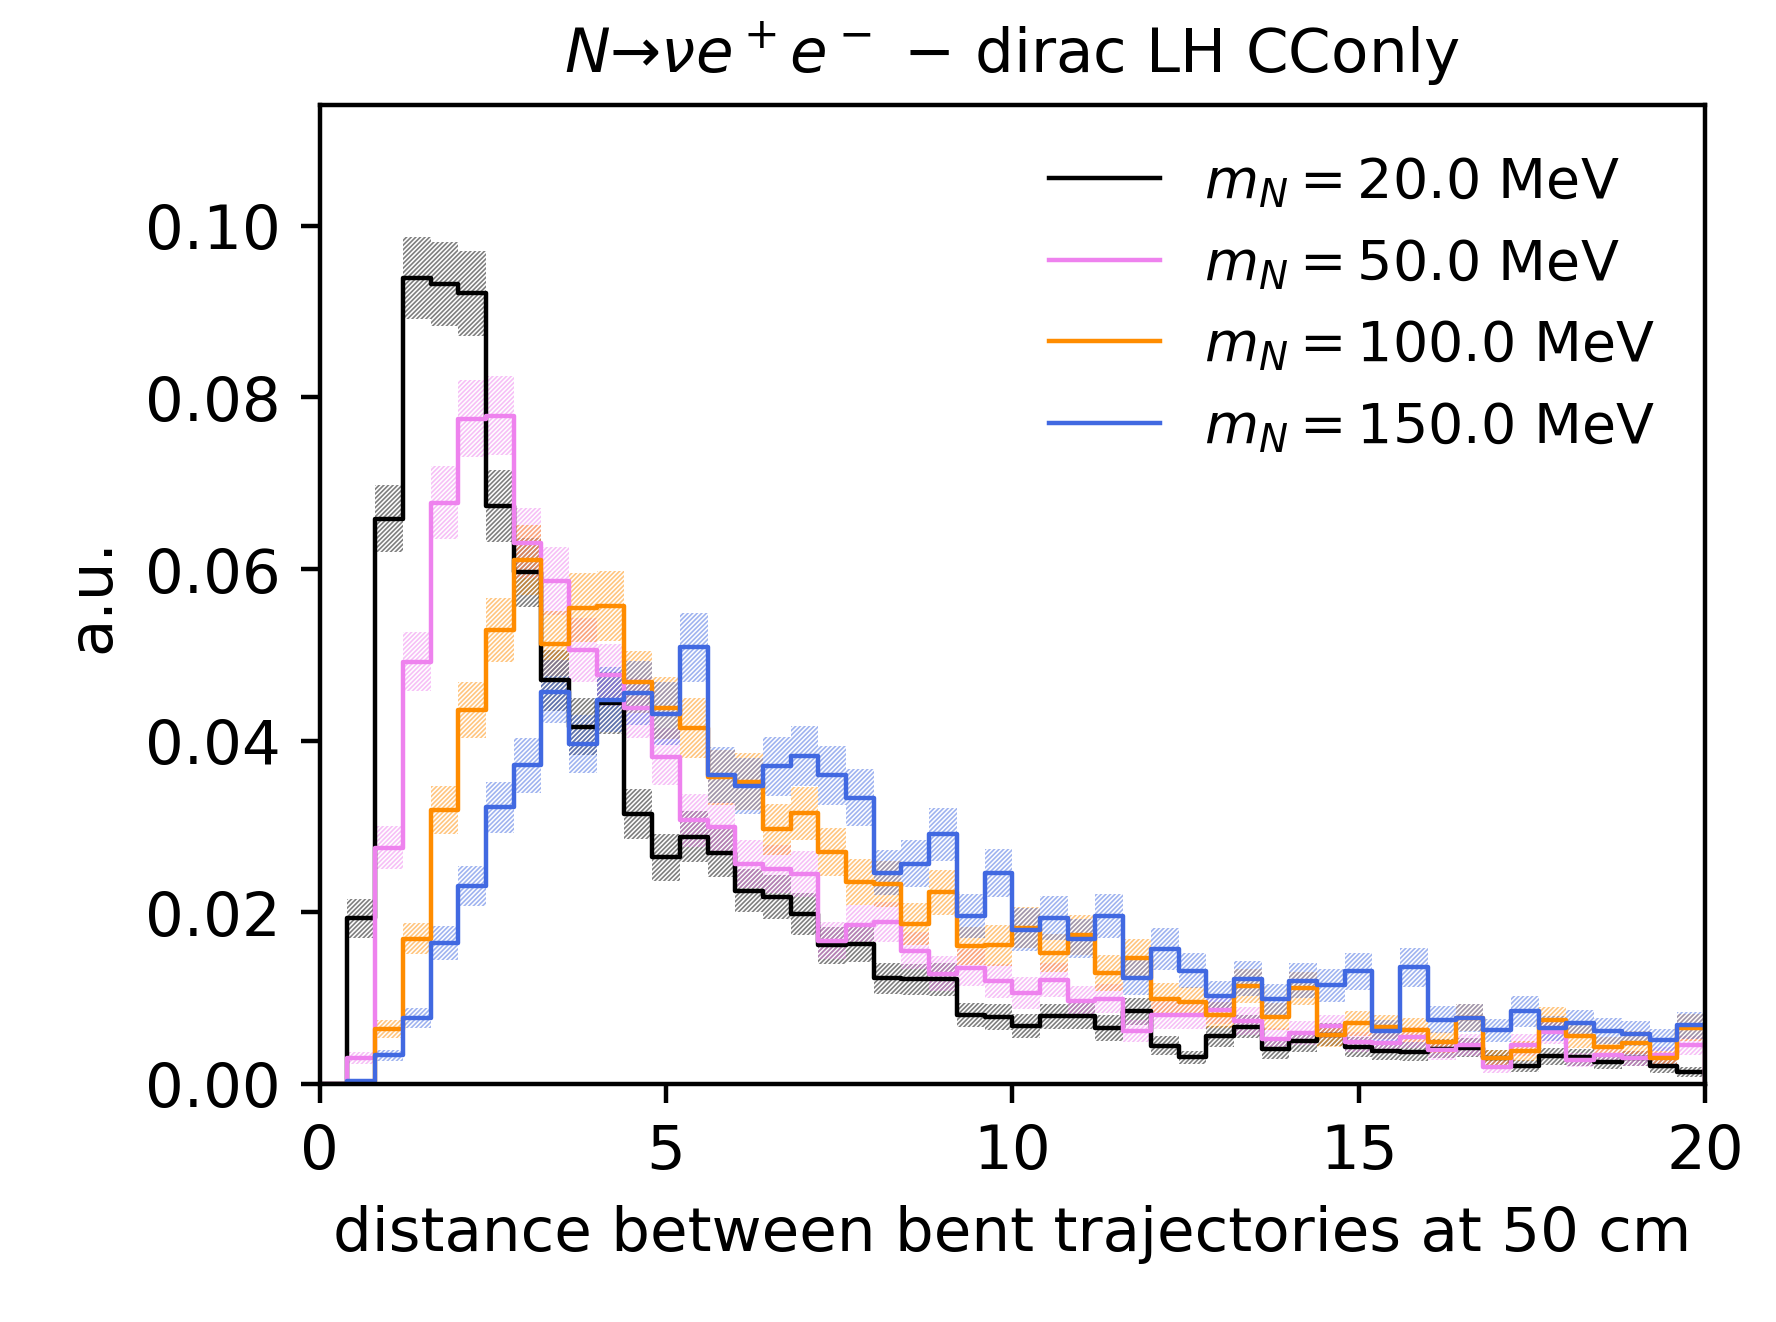 N→νe⁺e⁻ − dirac LH CConly
m_N = 20.0 MeV
m_N = 50.0 MeV
m_N = 100.0 MeV
m_N = 150.0 MeV
a.u.
0.10
0.08
0.06
0.04
0.02
0.00
0 5 10 15 20
distance between bent trajectories at 50 cm